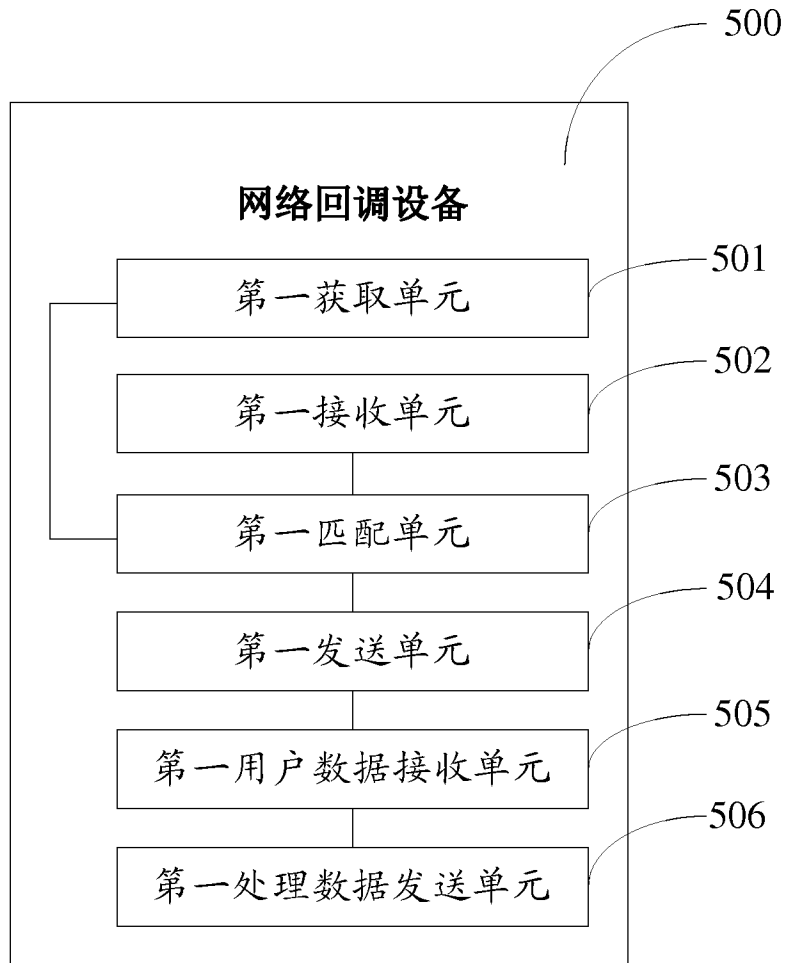 500
网络回调设备
501
第一获取单元
502
第一接收单元
503
第一匹配单元
504
第一发送单元
505
第一用户数据接收单元
506
第一处理数据发送单元